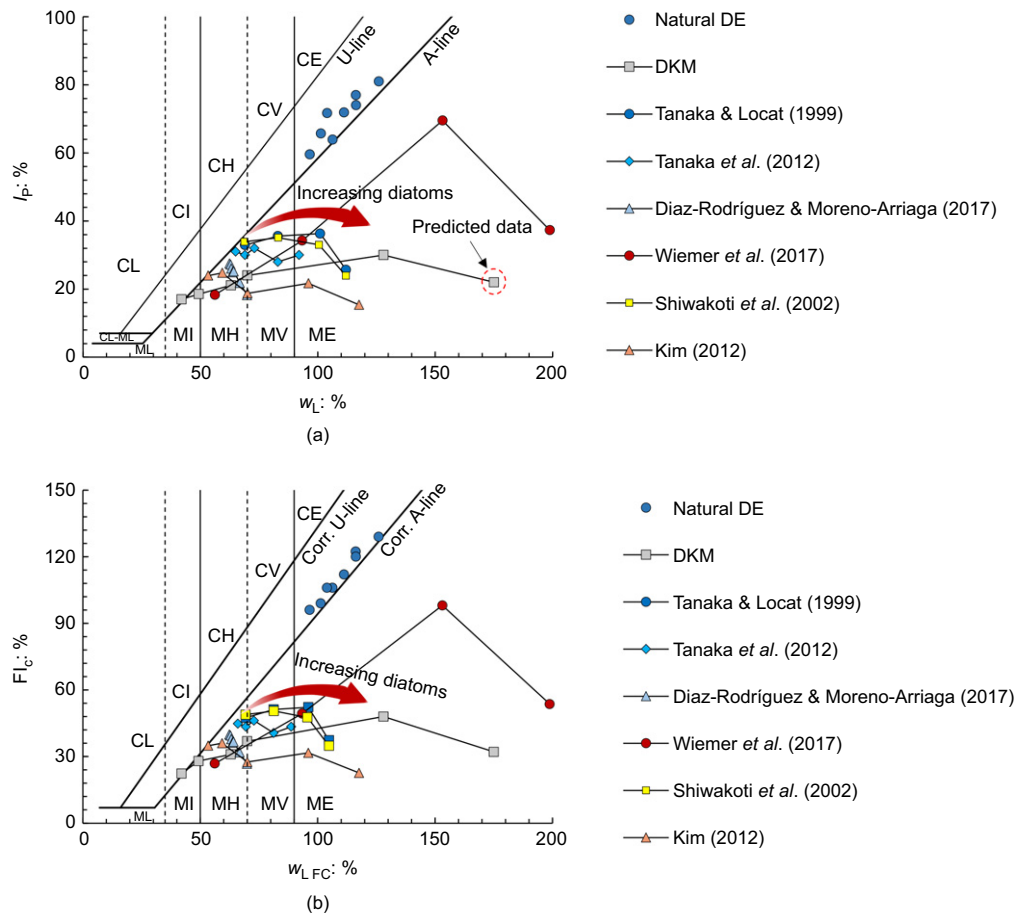 100
80
60
40
20
0
I_P: %
CL
CI
CH
CV
CE
U-line
A-line
Increasing diatoms
Predicted data
CL-ML
ML
MI
MH
MV
ME
0
50
100
150
200
w_L: %
(a)
Natural DE
DKM
Tanaka & Locat (1999)
Tanaka et al. (2012)
Diaz-Rodríguez & Moreno-Arriaga (2017)
Wiemer et al. (2017)
Shiwakoti et al. (2002)
Kim (2012)
150
120
90
60
30
0
FI_c: %
CL
CI
CH
CV
CE
Corr. U-line
Corr. A-line
Increasing diatoms
ML
MI
MH
MV
ME
0
50
100
150
200
w_L FC: %
(b)
Natural DE
DKM
Tanaka & Locat (1999)
Tanaka et al. (2012)
Diaz-Rodríguez & Moreno-Arriaga (2017)
Wiemer et al. (2017)
Shiwakoti et al. (2002)
Kim (2012)